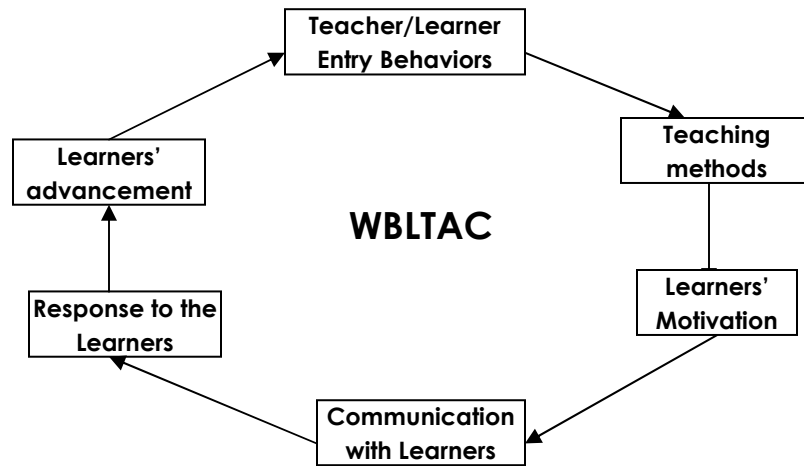 Teacher/Learner
Entry Behaviors
Teaching
methods
Learners’
Motivation
Communication
with Learners
Response to the
Learners
Learners’
advancement
WBLTAC